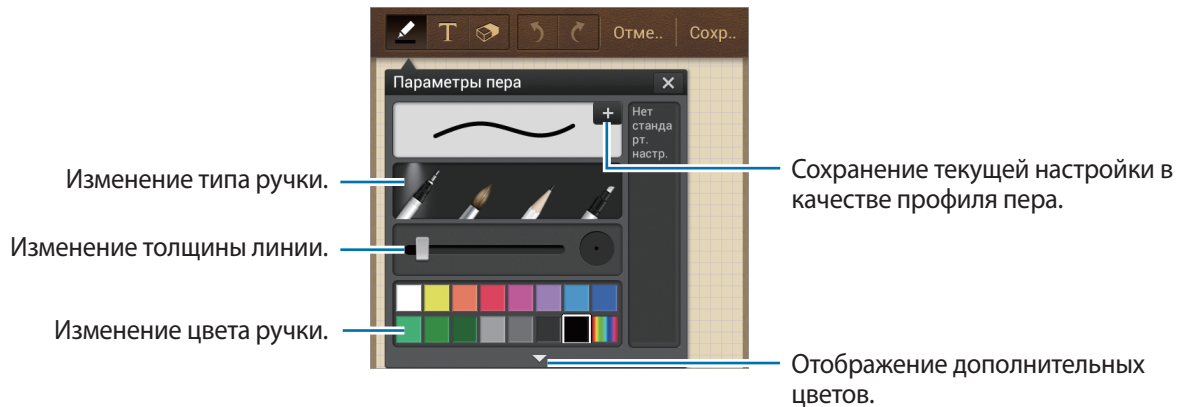 T
Отме..
Сохр..
Параметры пера
Нет
станда
рт.
настр.
Изменение типа ручки.
Изменение толщины линии.
Изменение цвета ручки.
Сохранение текущей настройки в
качестве профиля пера.
Отображение дополнительных
цветов.